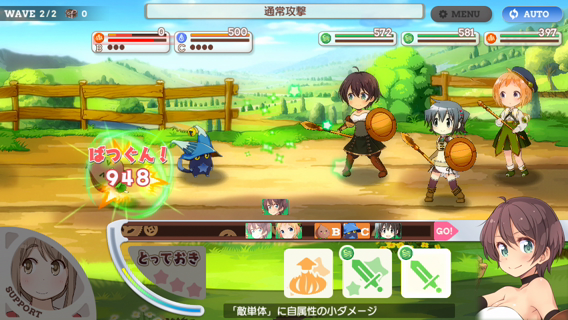 WAVE 2/2 0
通常攻撃
MENU
AUTO
0
B
500
C
572
581
397
ばつぐん!
948
B
C
GO!
とっておき
SUPPORT
「敵単体」に自属性の小ダメージ